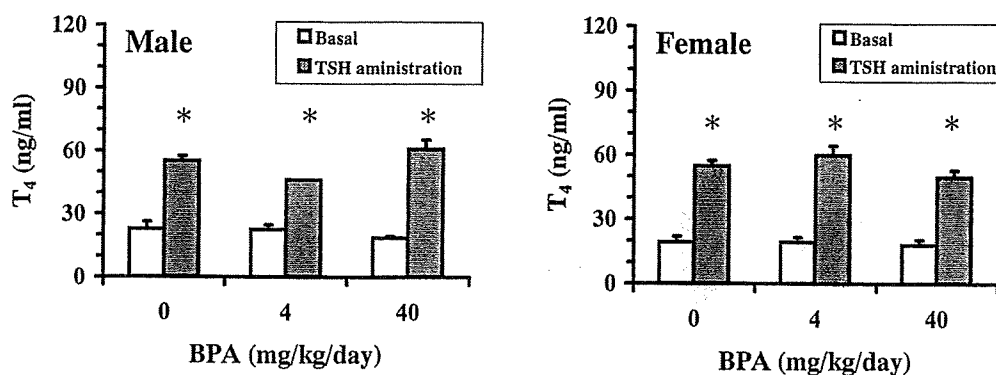 120
90
60
30
0
T4 (ng/ml)
Male
Basal
TSH aministration
*
*
*
0
4
40
BPA (mg/kg/day)
120
90
60
30
0
T4 (ng/ml)
Female
Basal
TSH aministration
*
*
*
0
4
40
BPA (mg/kg/day)